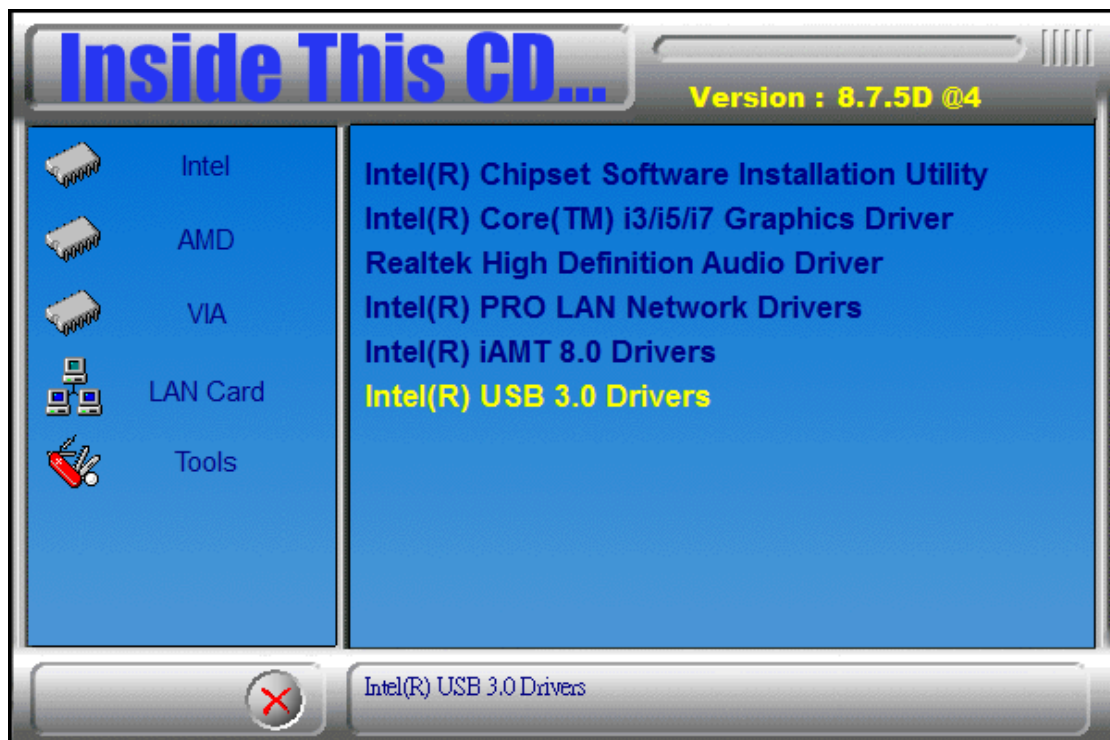 Inside This CD...
Version : 8.7.5D @4
Intel
AMD
VIA
LAN Card
Tools
Intel(R) Chipset Software Installation Utility
Intel(R) Core(TM) i3/i5/i7 Graphics Driver
Realtek High Definition Audio Driver
Intel(R) PRO LAN Network Drivers
Intel(R) iAMT 8.0 Drivers
Intel(R) USB 3.0 Drivers
Intel(R) USB 3.0 Drivers